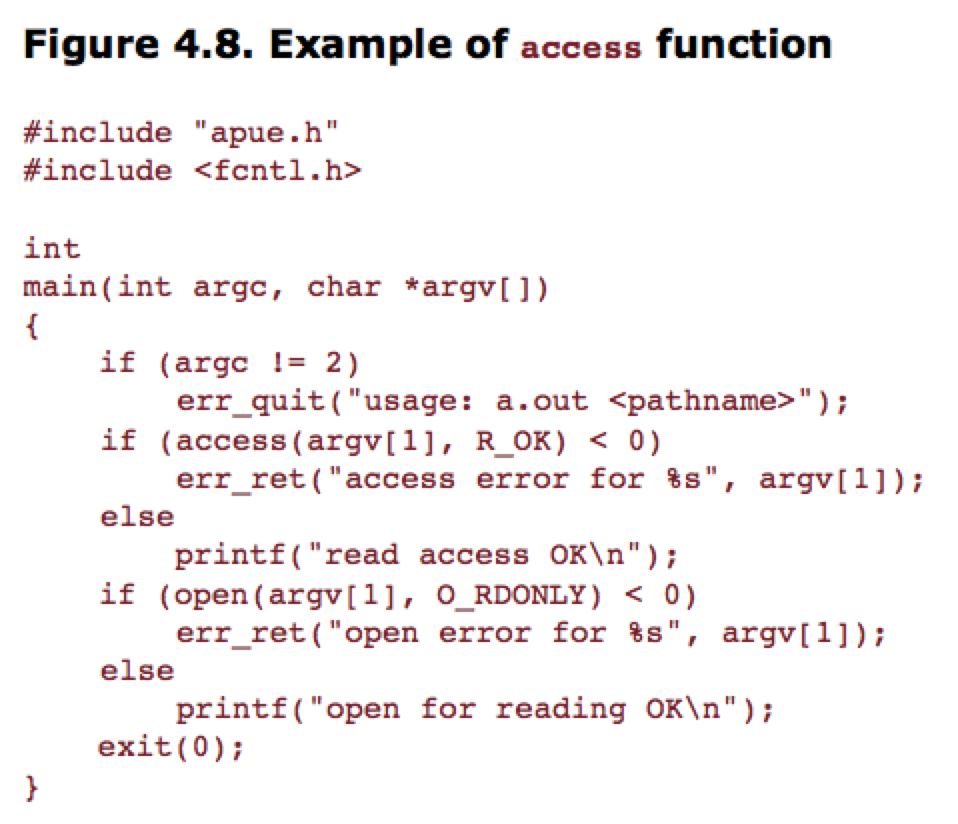 Figure 4.8. Example of access function
#include "apue.h"
#include <fcntl.h>
int
main(int argc, char *argv[])
{
    if (argc != 2)
        err_quit("usage: a.out <pathname>");
    if (access(argv[1], R_OK) < 0)
        err_ret("access error for %s", argv[1]);
    else
        printf("read access OK\n");
    if (open(argv[1], O_RDONLY) < 0)
        err_ret("open error for %s", argv[1]);
    else
        printf("open for reading OK\n");
    exit(0);
}